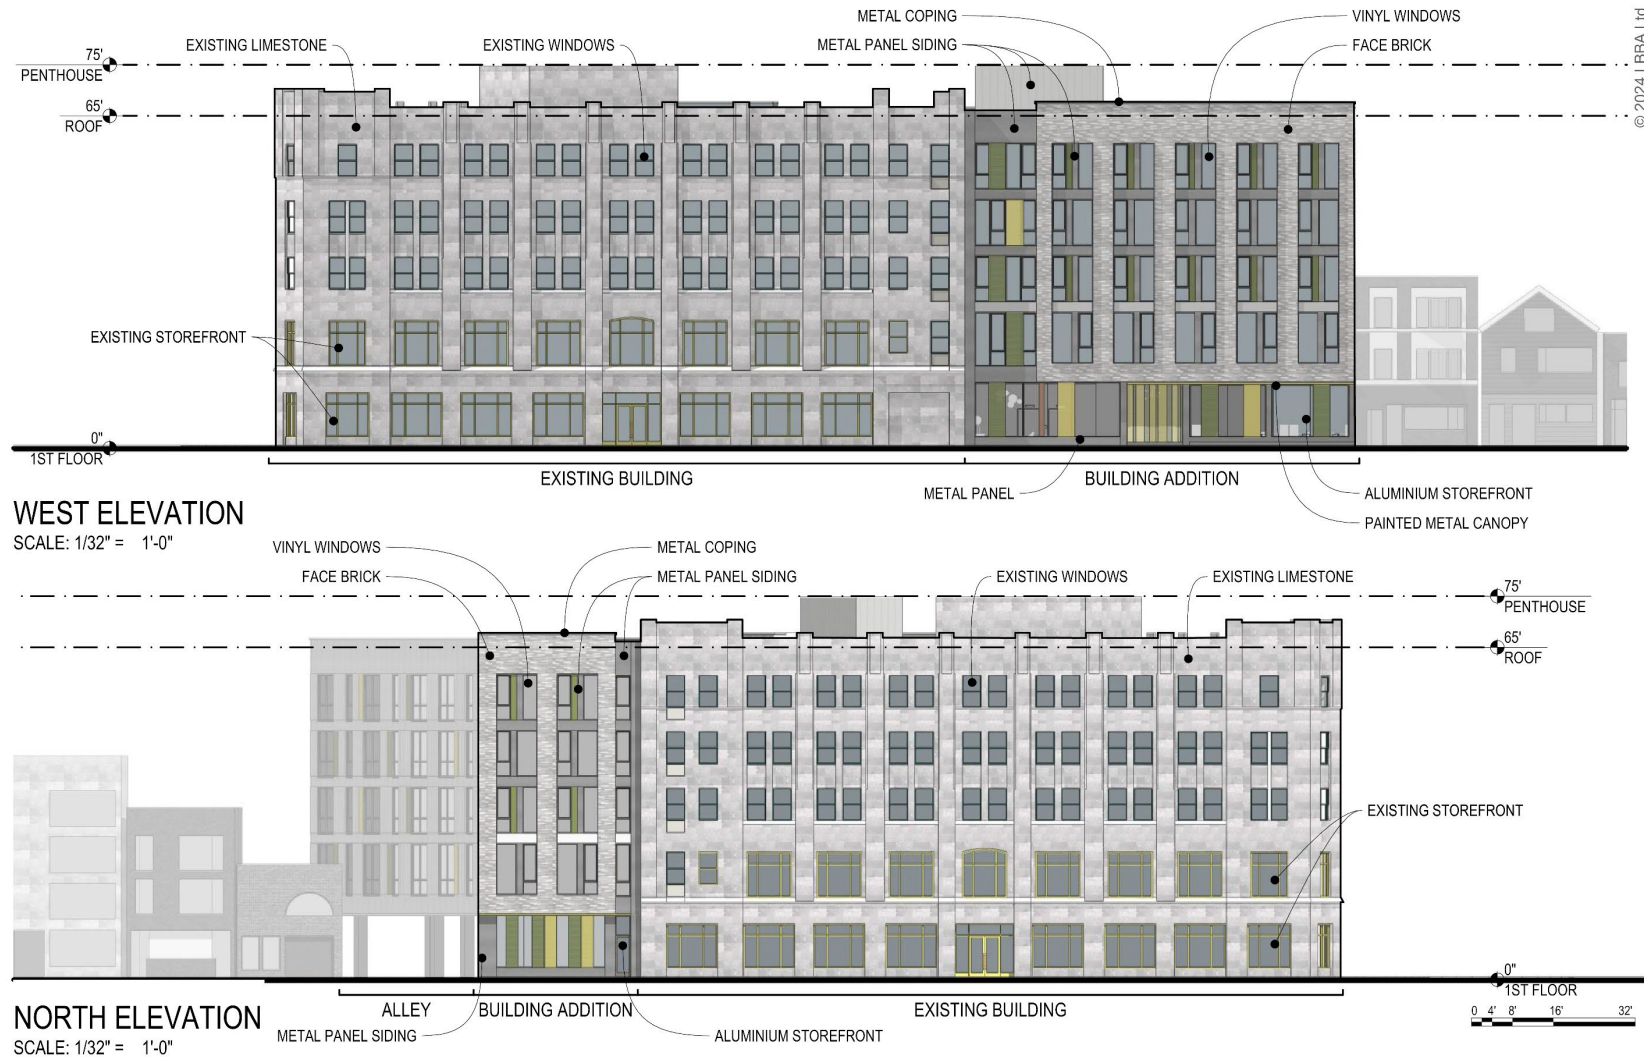 METAL COPING
VINYL WINDOWS
EXISTING LIMESTONE
EXISTING WINDOWS
METAL PANEL SIDING
FACE BRICK
75'
PENTHOUSE
65'
ROOF
EXISTING STOREFRONT
0"
1ST FLOOR
EXISTING BUILDING
BUILDING ADDITION
METAL PANEL
ALUMINIUM STOREFRONT
PAINTED METAL CANOPY
WEST ELEVATION
SCALE: 1/32" = 1'-0"
VINYL WINDOWS
METAL COPING
FACE BRICK
METAL PANEL SIDING
EXISTING WINDOWS
EXISTING LIMESTONE
75'
PENTHOUSE
65'
ROOF
EXISTING STOREFRONT
0"
1ST FLOOR
ALLEY
BUILDING ADDITION
EXISTING BUILDING
NORTH ELEVATION
METAL PANEL SIDING
ALUMINIUM STOREFRONT
SCALE: 1/32" = 1'-0"
0 4' 8' 16' 32'
© 2024 LBBA Ltd